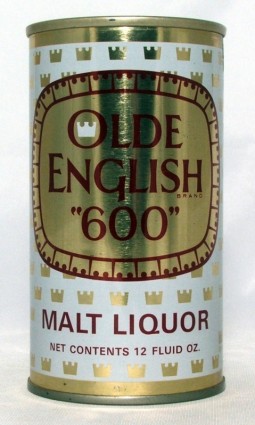 OLDE
ENGLISH
BRAND
"600"
MALT LIQUOR
NET CONTENTS 12 FLUID OZ.